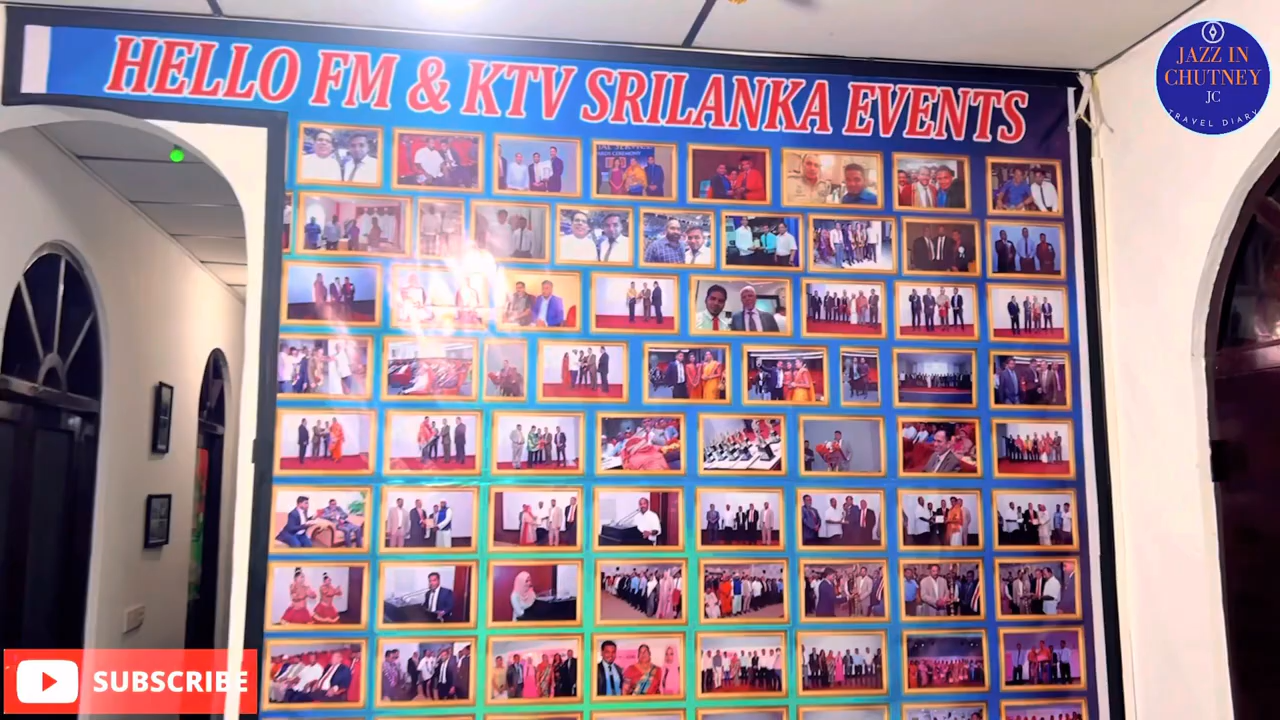 HELLO FM & KTV SRILANKA EVENTS
JAZZ IN
CHUTNEY
JC
TRAVEL DIARY
SUBSCRIBE